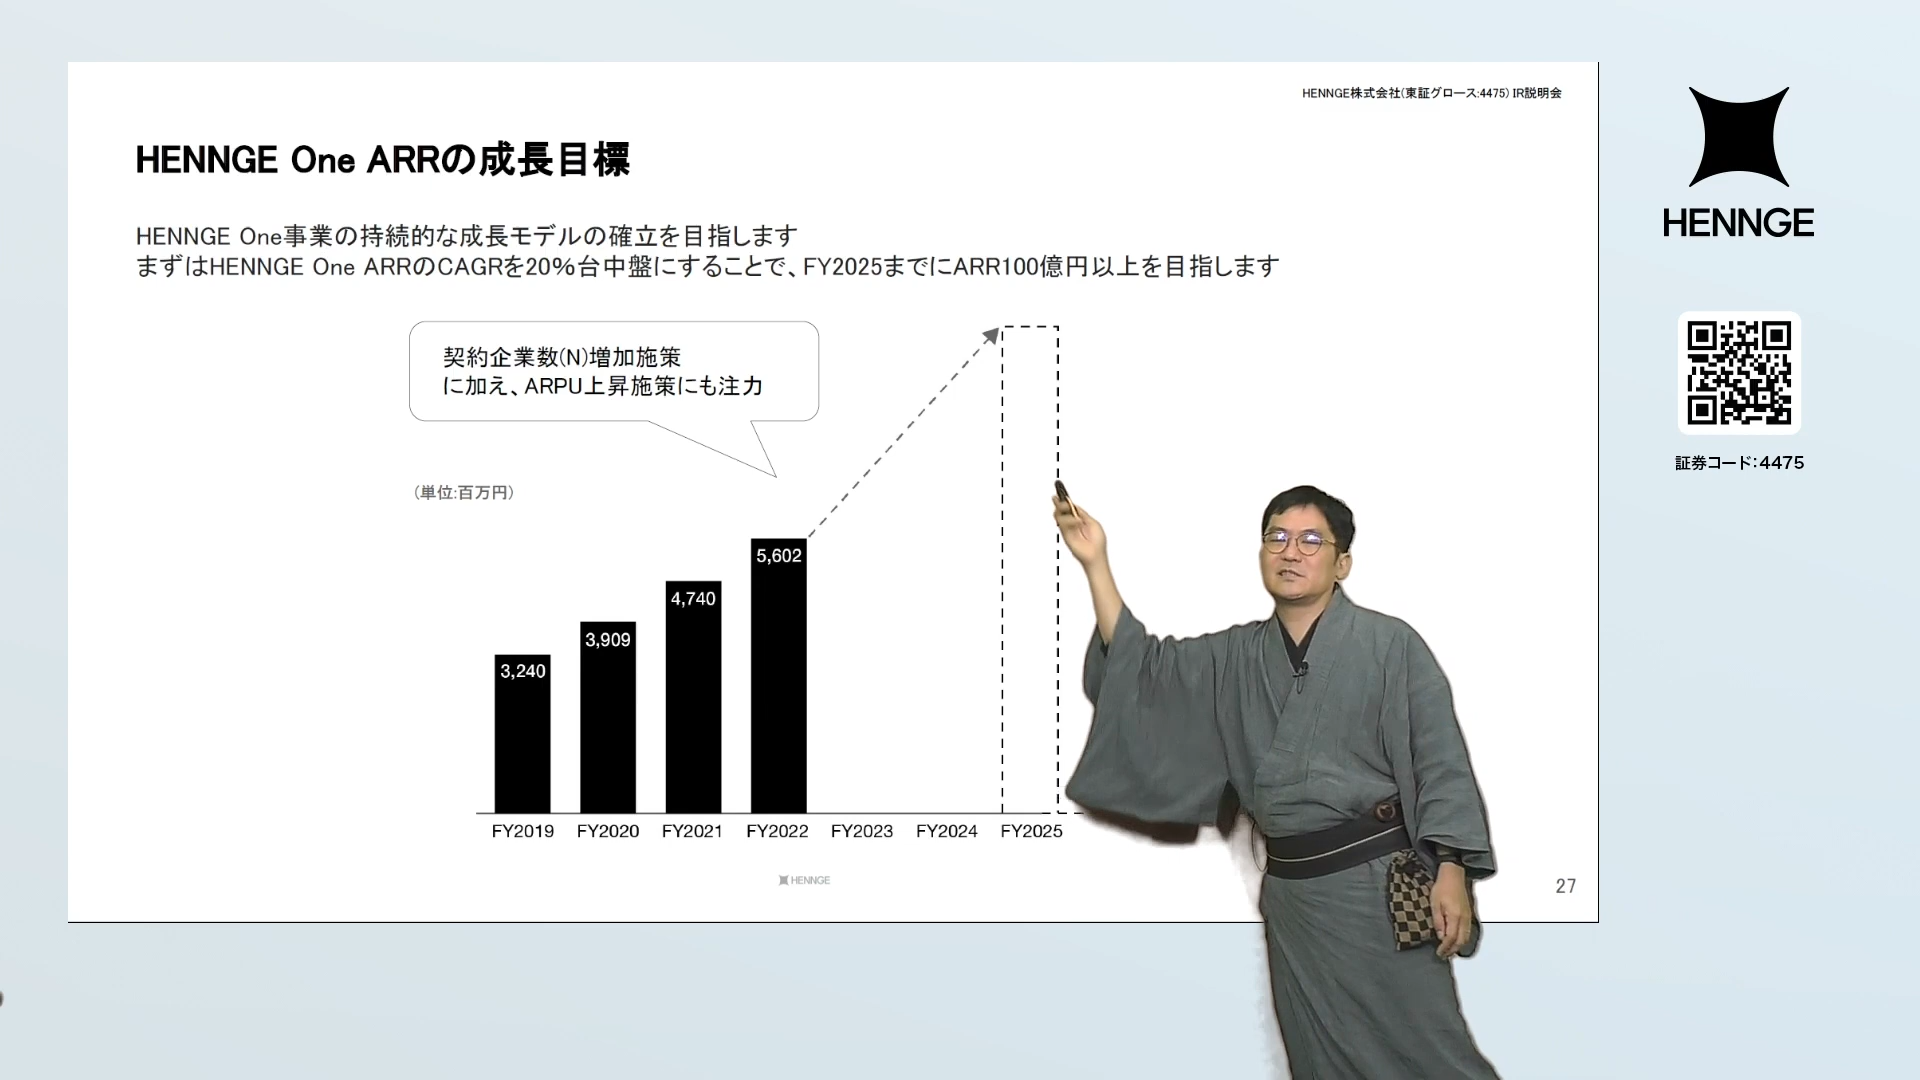 HENNGE株式会社(東証グロース:4475) IR説明会
HENNGE One ARRの成長目標
HENNGE One事業の持続的な成長モデルの確立を目指します
まずはHENNGE One ARRのCAGRを20%台中盤にすることで、FY2025までにARR100億円以上を目指します
契約企業数(N)増加施策
に加え、ARPU上昇施策にも注力
(単位:百万円)
3,240
3,909
4,740
5,602
FY2019 FY2020 FY2021 FY2022 FY2023 FY2024 FY2025
HENNGE
27
HENNGE
証券コード:4475